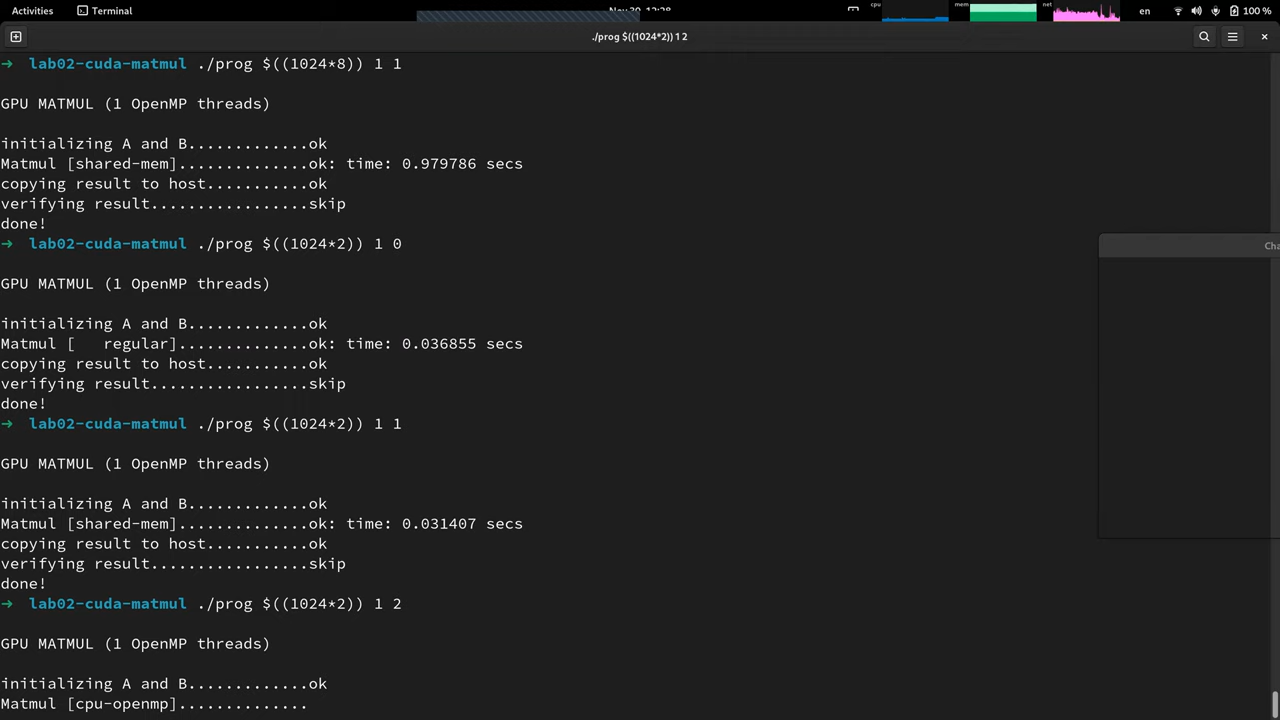 Activities Terminal en 100 %
./prog $((1024*2)) 1 2
cpu mem net
→ lab02-cuda-matmul ./prog $((1024*8)) 1 1
GPU MATMUL (1 OpenMP threads)
initializing A and B.............ok
Matmul [shared-mem]..............ok: time: 0.979786 secs
copying result to host...........ok
verifying result.................skip
done!
→ lab02-cuda-matmul ./prog $((1024*2)) 1 0
GPU MATMUL (1 OpenMP threads)
initializing A and B.............ok
Matmul [   regular]..............ok: time: 0.036855 secs
copying result to host...........ok
verifying result.................skip
done!
→ lab02-cuda-matmul ./prog $((1024*2)) 1 1
GPU MATMUL (1 OpenMP threads)
initializing A and B.............ok
Matmul [shared-mem]..............ok: time: 0.031407 secs
copying result to host...........ok
verifying result.................skip
done!
→ lab02-cuda-matmul ./prog $((1024*2)) 1 2
GPU MATMUL (1 OpenMP threads)
initializing A and B.............ok
Matmul [cpu-openmp]..............